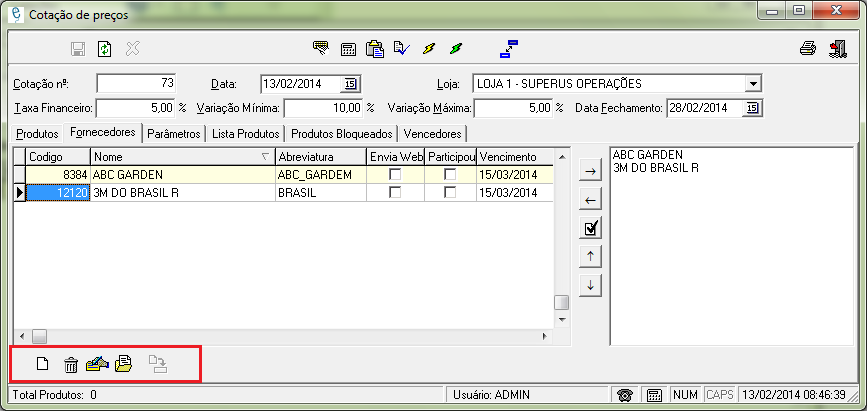 Cotação de preços
Cotação nº: 73 Data: 13/02/2014 15 Loja: LOJA 1 - SUPERUS OPERAÇÕES
Taxa Financeiro: 5,00 % Variação Mínima: 10,00 % Variação Máxima: 5,00 % Data Fechamento: 28/02/2014 15
Produtos Fornecedores Parâmetros Lista Produtos Produtos Bloqueados Vencedores
Codigo Nome Abreviatura Envia Web Participou Vencimento
8384 ABC GARDEN ABC_GARDEM 15/03/2014
12120 3M DO BRASIL R BRASIL 15/03/2014
ABC GARDEN
3M DO BRASIL R
Total Produtos: 0 Usuário: ADMIN NUM CAPS 13/02/2014 08:46:39